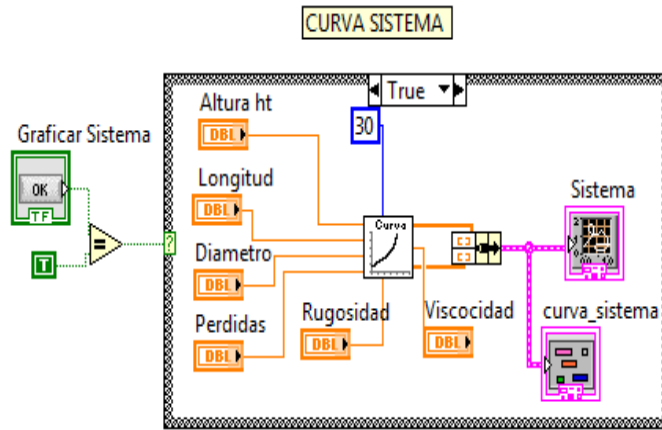 CURVA SISTEMA
True
Altura ht
DBL
30
Graficar Sistema
OK
TF
Longitud
DBL
Curva
Sistema
T
=
?
Diametro
DBL
Perdidas
DBL
Rugosidad
DBL
Viscocidad
DBL
curva_sistema